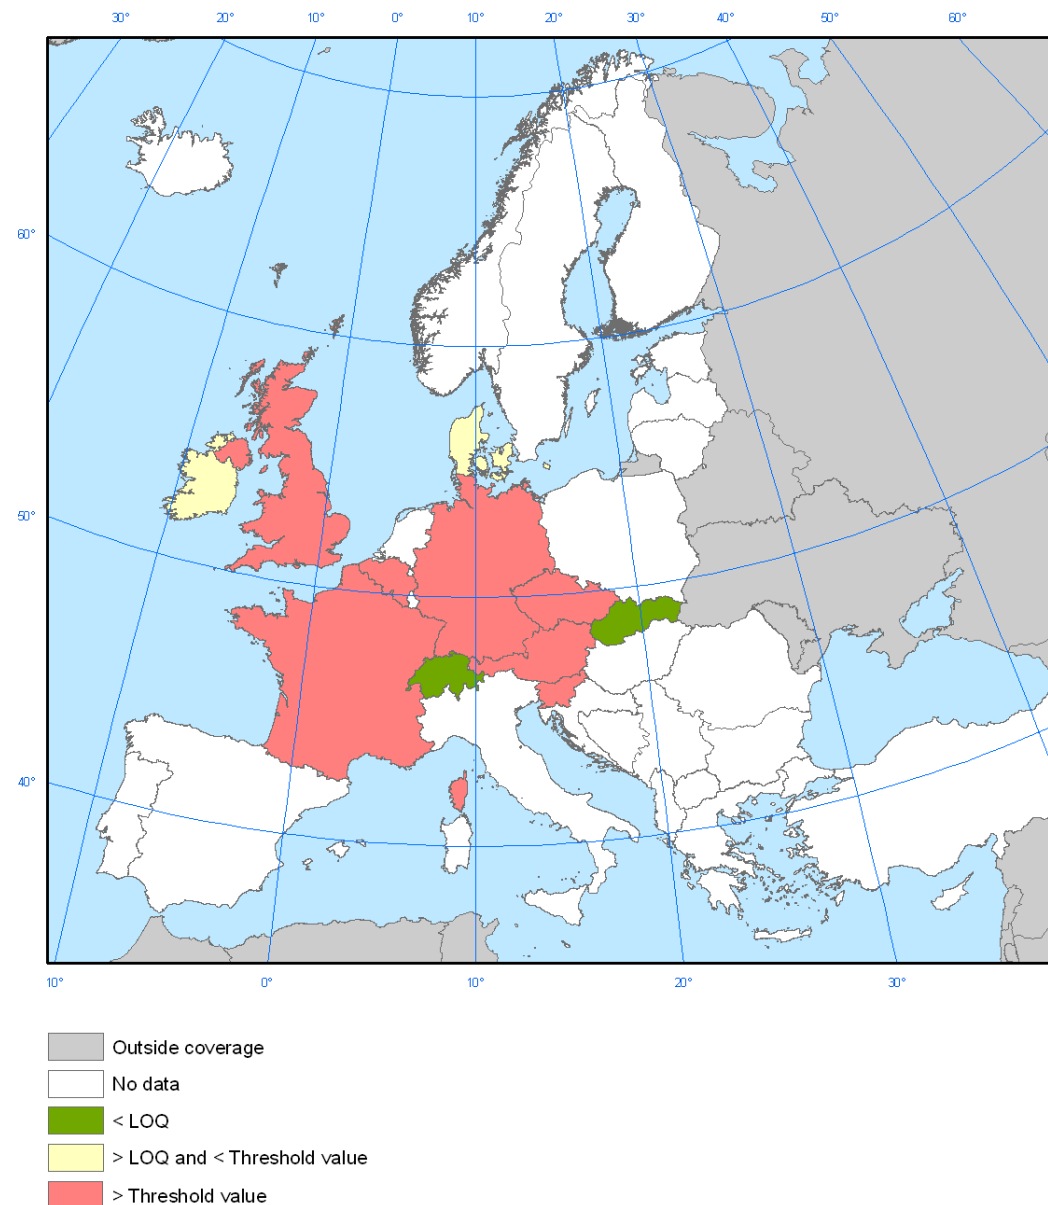 30° 20° 10° 0° 10° 20° 30° 40° 50° 60°
60°
50°
40°
10° 0° 10° 20° 30°
Outside coverage
No data
< LOQ
> LOQ and < Threshold value
> Threshold value